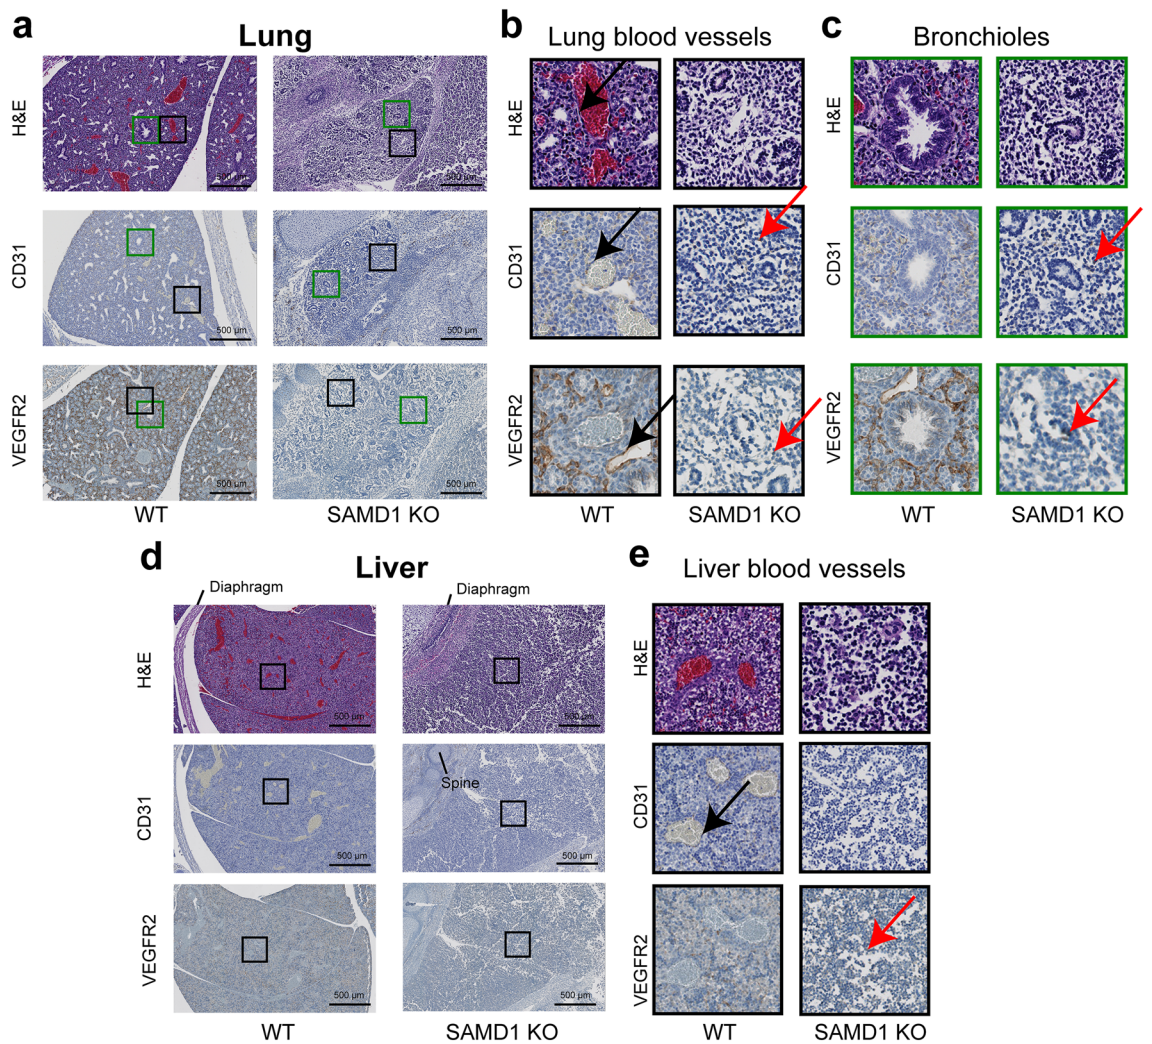 a
Lung
H&E
500 µm
500 µm
CD31
500 µm
500 µm
VEGFR2
500 µm
500 µm
WT
SAMD1 KO
b
Lung blood vessels
H&E
CD31
VEGFR2
WT
SAMD1 KO
c
Bronchioles
H&E
CD31
VEGFR2
WT
SAMD1 KO
d
Liver
Diaphragm
Diaphragm
H&E
500 µm
500 µm
CD31
Spine
500 µm
500 µm
VEGFR2
500 µm
500 µm
WT
SAMD1 KO
e
Liver blood vessels
H&E
CD31
VEGFR2
WT
SAMD1 KO